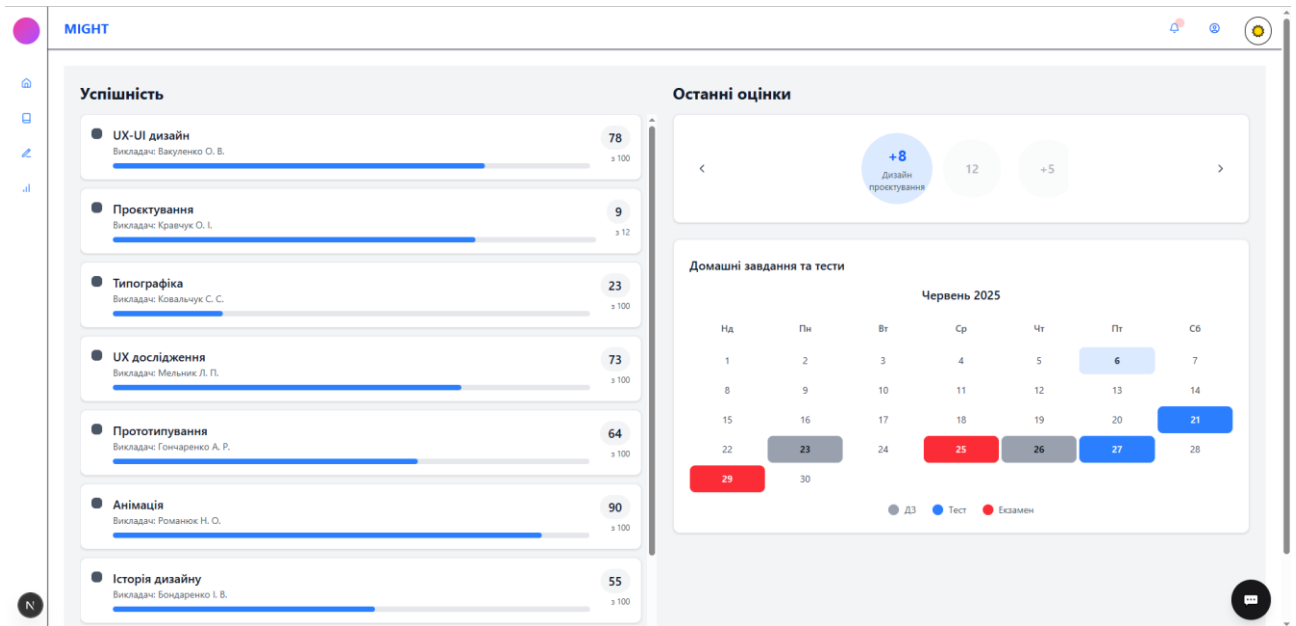 MIGHT
Успішність
UX-UI дизайн
Викладач: Вакуленко О. В.
78
з 100
Проєктування
Викладач: Кравчук О. І.
9
з 12
Типографіка
Викладач: Ковальчук С. С.
23
з 100
UX дослідження
Викладач: Мельник Л. П.
73
з 100
Прототипування
Викладач: Гончаренко А. Р.
64
з 100
Анімація
Викладач: Романюк Н. О.
90
з 100
Історія дизайну
Викладач: Бондаренко І. В.
55
з 100
N
Останні оцінки
+8
Дизайн
проєктування
12
+5
Домашні завдання та тести
Червень 2025
Нд Пн Вт Ср Чт Пт Сб
1 2 3 4 5 6 7
8 9 10 11 12 13 14
15 16 17 18 19 20 21
22 23 24 25 26 27 28
29 30
ДЗ Тест Екзамен